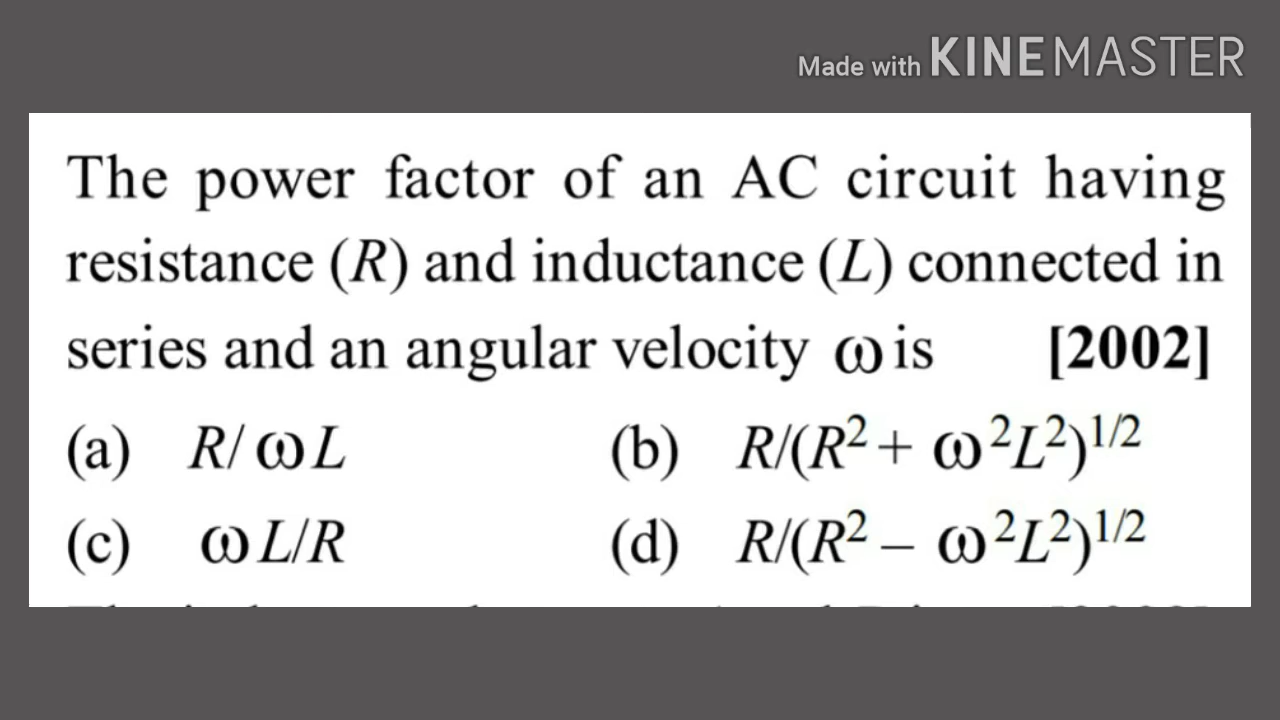 Made with KINEMASTER
The power factor of an AC circuit having
resistance (R) and inductance (L) connected in
series and an angular velocity ω is [2002]
(a) R/ ωL (b) R/(R² + ω²L²)¹/²
(c) ωL/R (d) R/(R² – ω²L²)¹/²